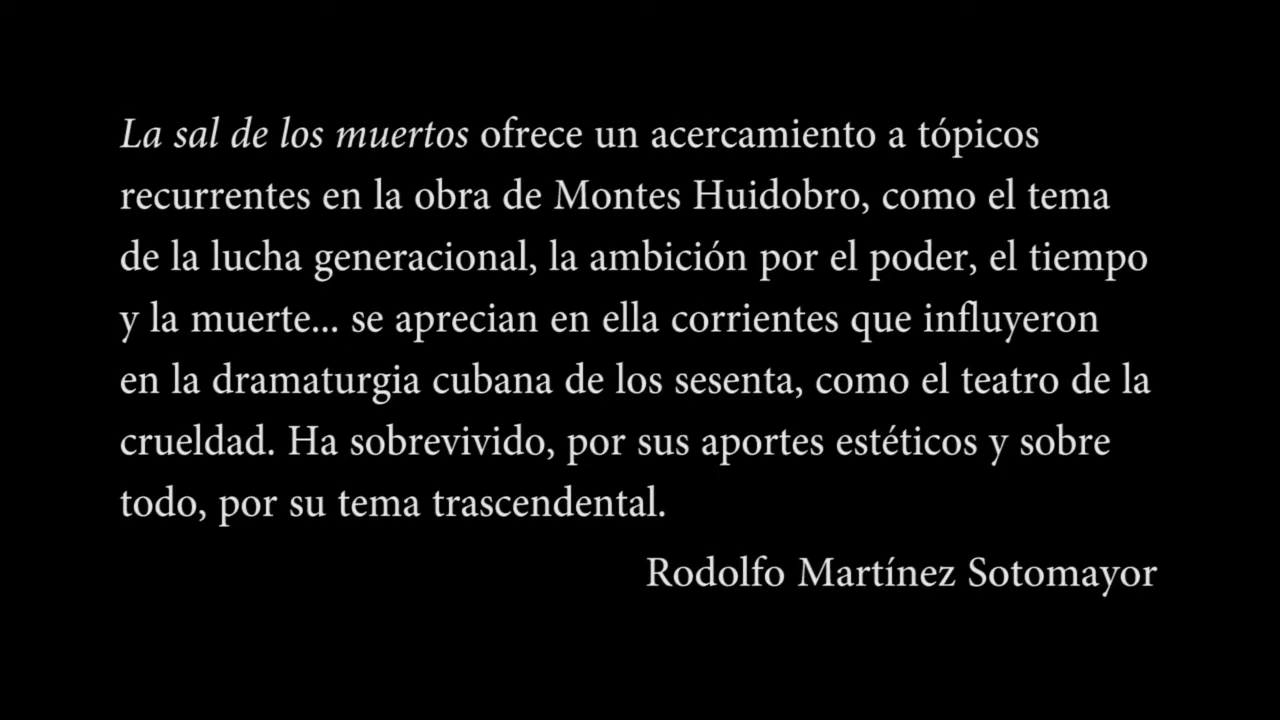 La sal de los muertos ofrece un acercamiento a tópicos
recurrentes en la obra de Montes Huidobro, como el tema
de la lucha generacional, la ambición por el poder, el tiempo
y la muerte... se aprecian en ella corrientes que influyeron
en la dramaturgia cubana de los sesenta, como el teatro de la
crueldad. Ha sobrevivido, por sus aportes estéticos y sobre
todo, por su tema trascendental.
Rodolfo Martínez Sotomayor